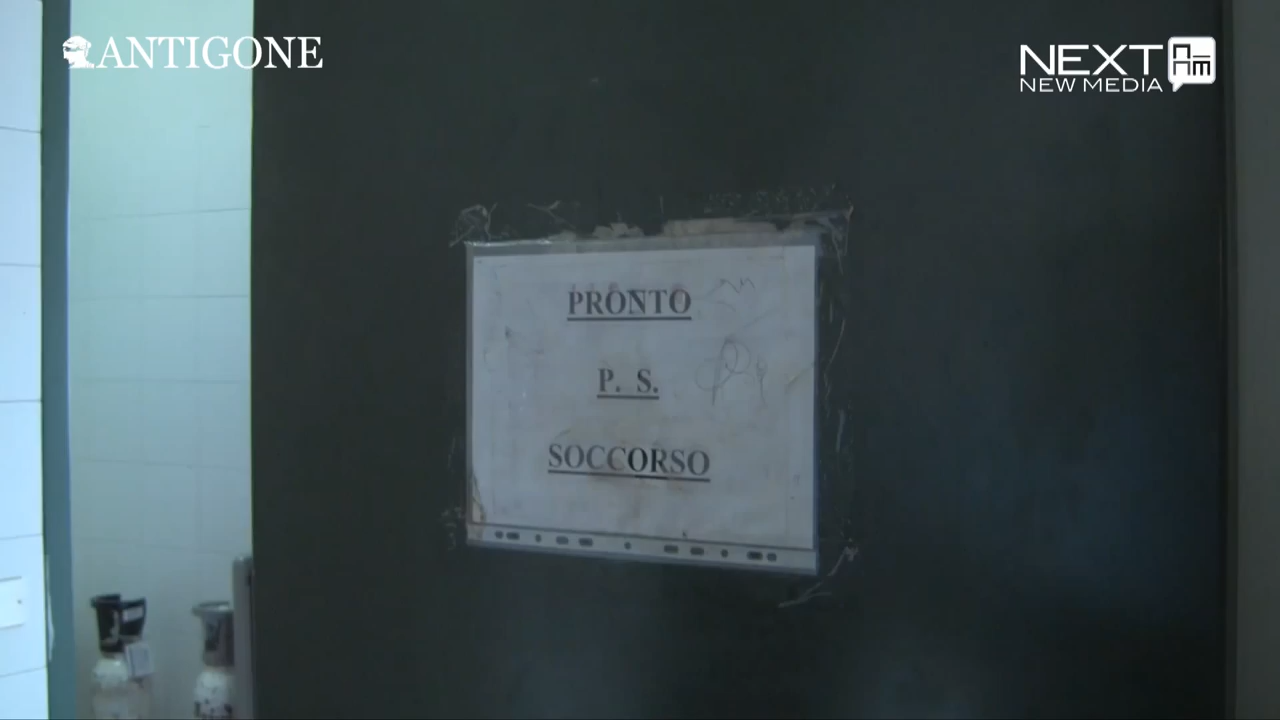 ANTIGONE
NEXT
NEW MEDIA
PRONTO
P. S.
SOCCORSO